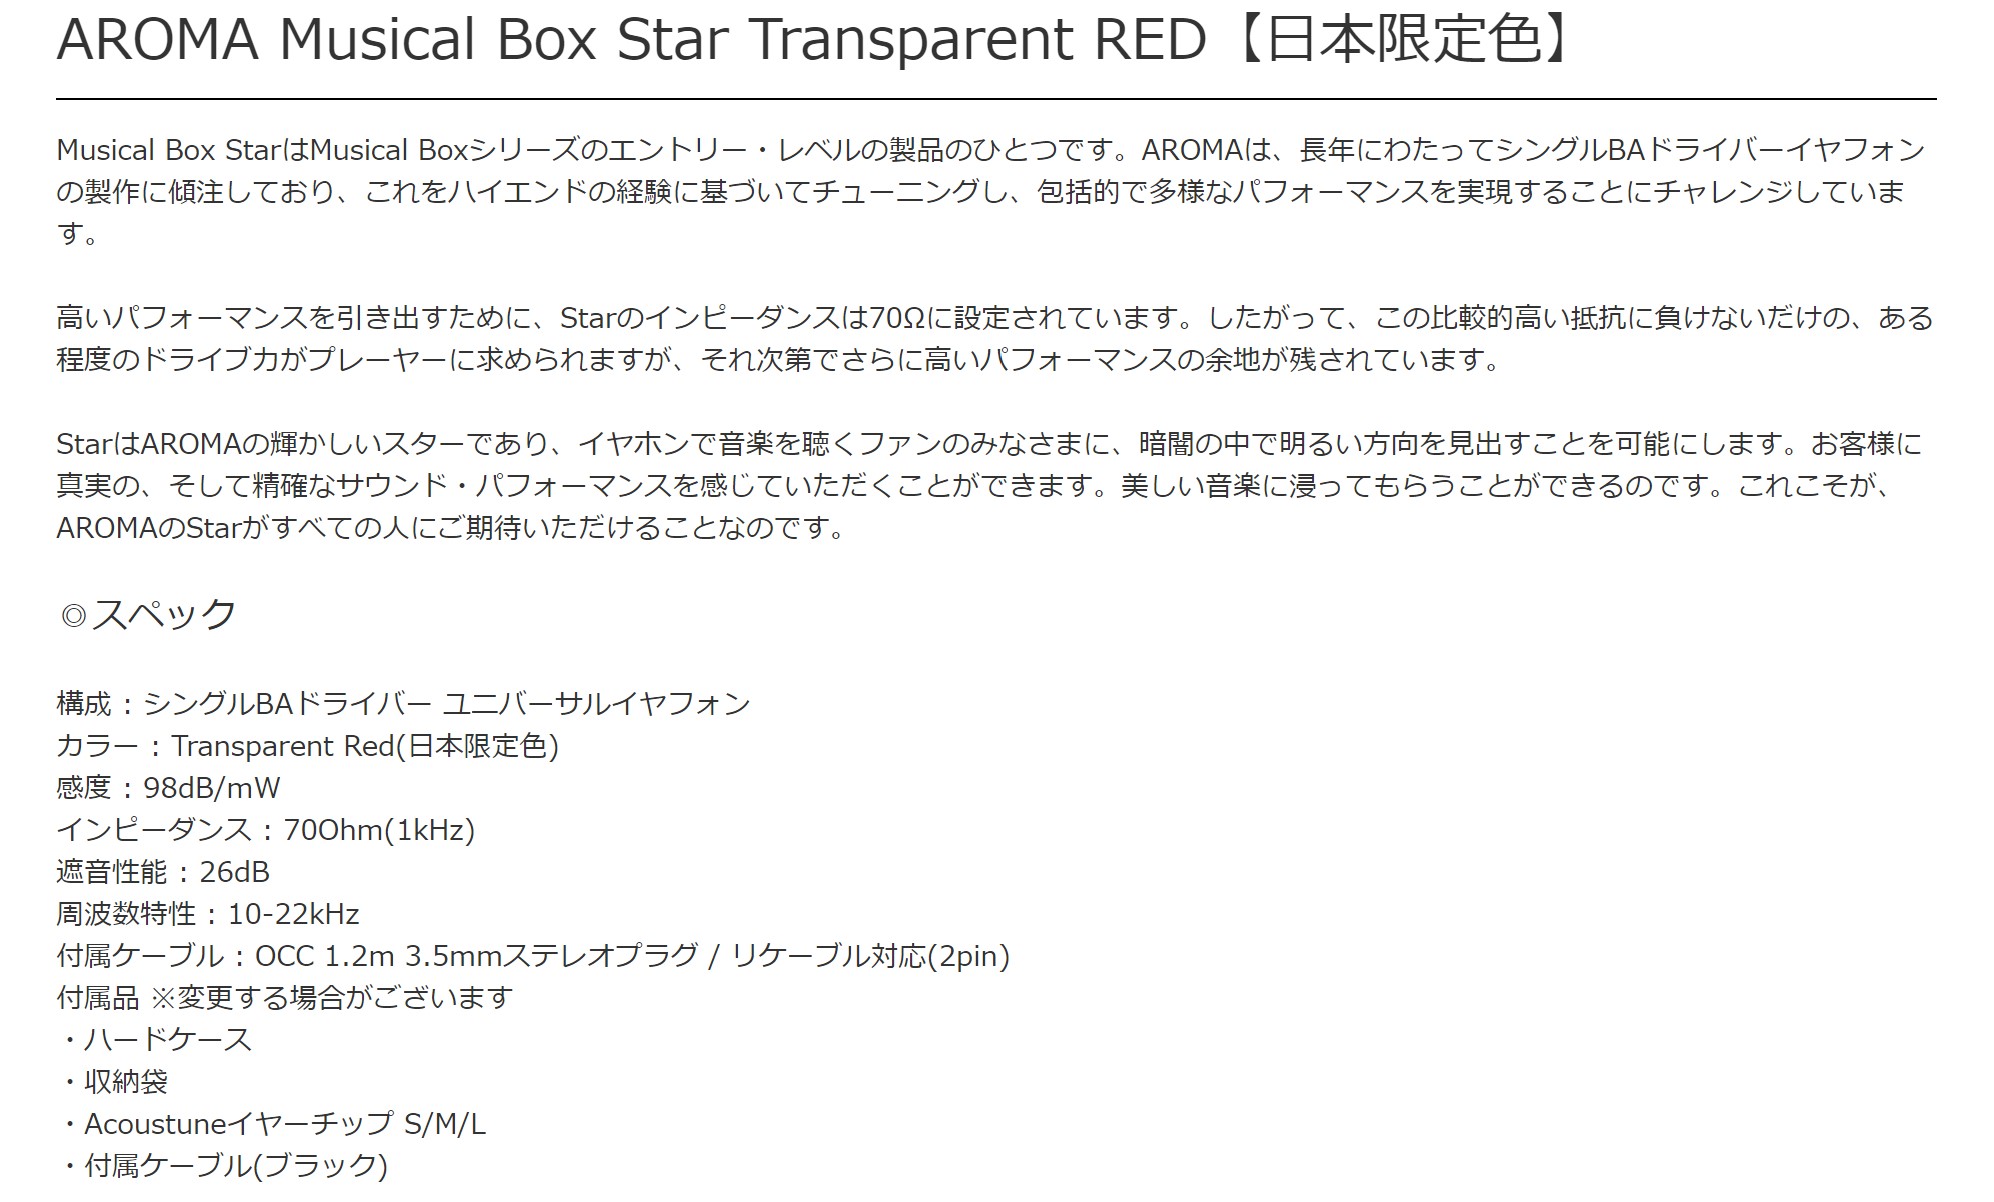 AROMA Musical Box Star Transparent RED【日本限定色】
Musical Box StarはMusical Boxシリーズのエントリー・レベルの製品のひとつです。AROMAは、長年にわたってシングルBAドライバーイヤフォン
の製作に傾注しており、これをハイエンドの経験に基づいてチューニングし、包括的で多様なパフォーマンスを実現することにチャレンジしていま
す。
高いパフォーマンスを引き出すために、Starのインピーダンスは70Ωに設定されています。したがって、この比較的高い抵抗に負けないだけの、ある
程度のドライブ力がプレーヤーに求められますが、それ次第でさらに高いパフォーマンスの余地が残されています。
StarはAROMAの輝かしいスターであり、イヤホンで音楽を聴くファンのみなさまに、暗闇の中で明るい方向を見出すことを可能にします。お客様に
真実の、そして精確なサウンド・パフォーマンスを感じていただくことができます。美しい音楽に浸ってもらうことができるのです。これこそが、
AROMAのStarがすべての人にご期待いただけることなのです。
◎スペック
構成 : シングルBAドライバー ユニバーサルイヤフォン
カラー : Transparent Red(日本限定色)
感度 : 98dB/mW
インピーダンス : 70Ohm(1kHz)
遮音性能 : 26dB
周波数特性 : 10-22kHz
付属ケーブル : OCC 1.2m 3.5mmステレオプラグ / リケーブル対応(2pin)
付属品 ※変更する場合がございます
・ハードケース
・収納袋
・Acoustuneイヤーチップ S/M/L
・付属ケーブル(ブラック)